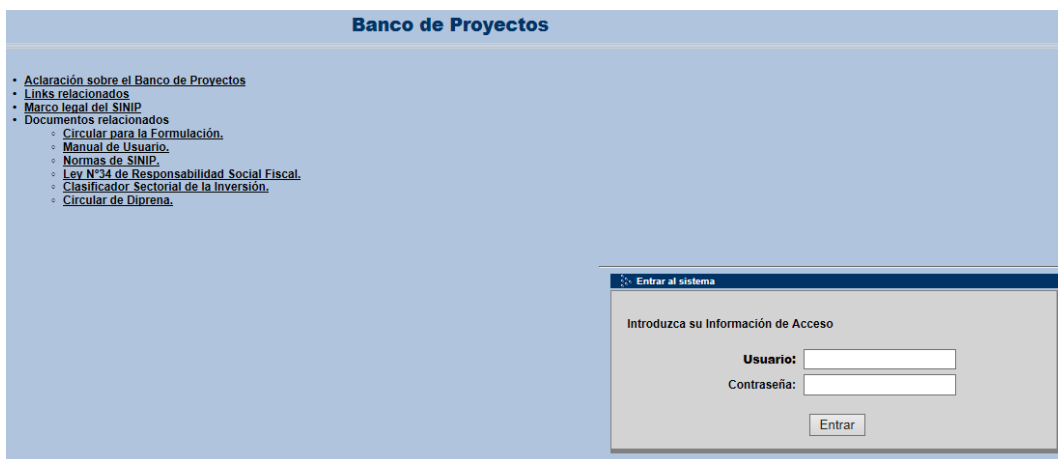 Banco de Proyectos
• Aclaración sobre el Banco de Proyectos
• Links relacionados
• Marco legal del SINIP
• Documentos relacionados
◦ Circular para la Formulación.
◦ Manual de Usuario.
◦ Normas de SINIP.
◦ Ley N°34 de Responsabilidad Social Fiscal.
◦ Clasificador Sectorial de la Inversión.
◦ Circular de Diprena.
Entrar al sistema
Introduzca su Información de Acceso
Usuario:
Contraseña:
Entrar